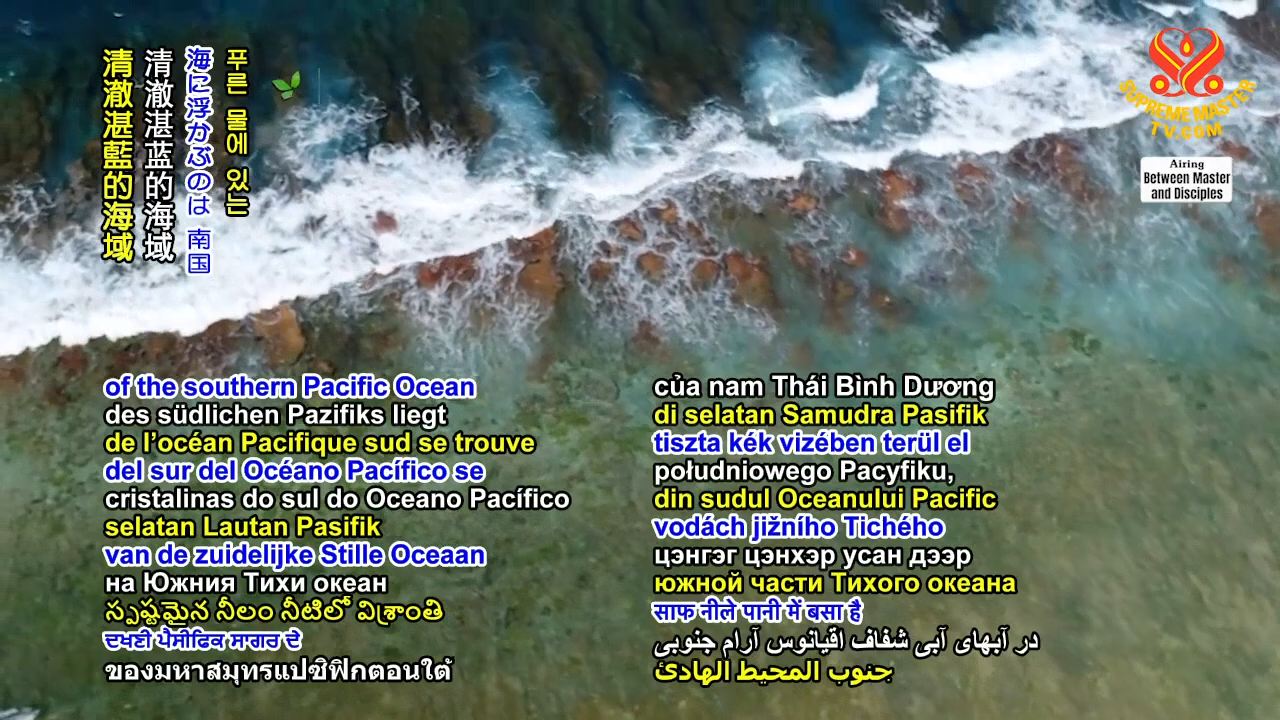 清澈湛藍的海域
清澈湛蓝的海域
海に浮かぶのは 南国
푸른 물에 있는
SUPREME MASTER
TV.COM
Airing
Between Master
and Disciples
of the southern Pacific Ocean
des südlichen Pazifiks liegt
de l’océan Pacifique sud se trouve
del sur del Océano Pacífico se
cristalinas do sul do Oceano Pacífico
selatan Lautan Pasifik
van de zuidelijke Stille Oceaan
на Южния Тихи океан
స్పష్టమైన నీలం నీటిలో విశ్రాంతి
ਦਖਣੀ ਪੈਸੀਫਿਕ ਸਾਗਰ ਦੇ
ของมหาสมุทรแปซิฟิกตอนใต้
của nam Thái Bình Dương
di selatan Samudra Pasifik
tiszta kék vizében terül el
południowego Pacyfiku,
din sudul Oceanului Pacific
vodách jižního Tichého
цэнгэг цэнхэр усан дээр
южной части Тихого океана
साफ नीले पानी में बसा है
در آبهای آبی شفاف اقیانوس آرام جنوبی
جنوب المحيط الهادئ